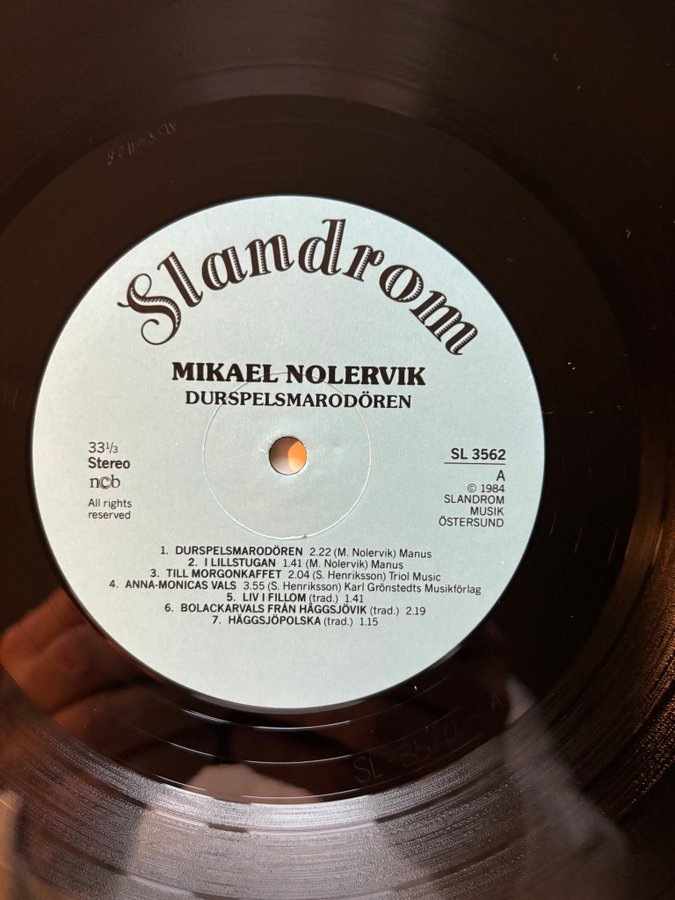 Slandrom
MIKAEL NOLERVIK
DURSPELSMARODÖREN
33 1/3
Stereo
ncb
All rights
reserved
SL 3562
A
© 1984
SLANDROM
MUSIK
ÖSTERSUND
1. DURSPELSMARODÖREN 2.22 (M. Nolervik) Manus
2. I LILLSTUGAN 1.41 (M. Nolervik) Manus
3. TILL MORGONKAFFET 2.04 (S. Henriksson) Triol Music
4. ANNA-MONICAS VALS 3.55 (S. Henriksson) Karl Grönstedts Musikförlag
5. LIV I FILLOM (trad.) 1.41
6. BOLACKARVALS FRÅN HÄGGSJÖVIK (trad.) 2.19
7. HÄGGSJÖPOLSKA (trad.) 1.15